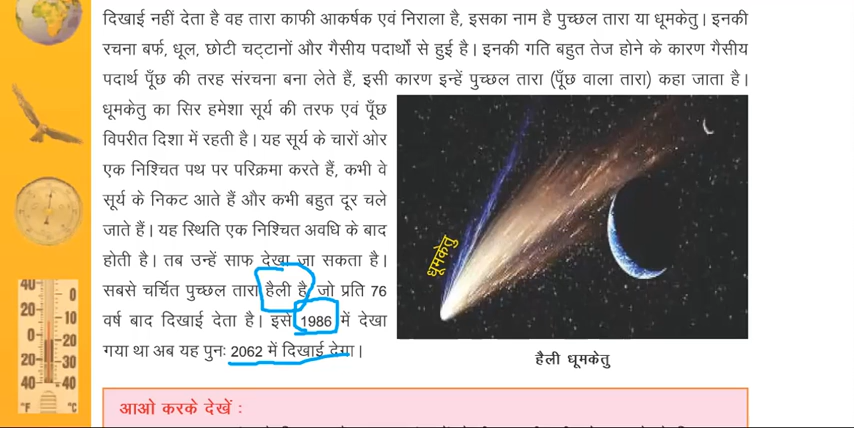 दिखाई नहीं देता है वह तारा काफी आकर्षक एवं निराला है, इसका नाम है पुच्छल तारा या धूमकेतु। इनकी
रचना बर्फ, धूल, छोटी चट्टानों और गैसीय पदार्थों से हुई है। इनकी गति बहुत तेज होने के कारण गैसीय
पदार्थ पूँछ की तरह संरचना बना लेते हैं, इसी कारण इन्हें पुच्छल तारा (पूँछ वाला तारा) कहा जाता है।
धूमकेतु का सिर हमेशा सूर्य की तरफ एवं पूँछ
विपरीत दिशा में रहती है। यह सूर्य के चारों ओर
एक निश्चित पथ पर परिक्रमा करते हैं, कभी वे
सूर्य के निकट आते हैं और कभी बहुत दूर चले
जाते हैं। यह स्थिति एक निश्चित अवधि के बाद
होती है। तब उन्हें साफ देखा जा सकता है।
सबसे चर्चित पुच्छल तारा हैली है, जो प्रति 76
वर्ष बाद दिखाई देता है। इसे 1986 में देखा
गया था अब यह पुनः 2062 में दिखाई देगा।
धूमकेतु
हैली धूमकेतु
40 0
20 10
0 20
20 30
40 40
°F °C
आओ करके देखें :